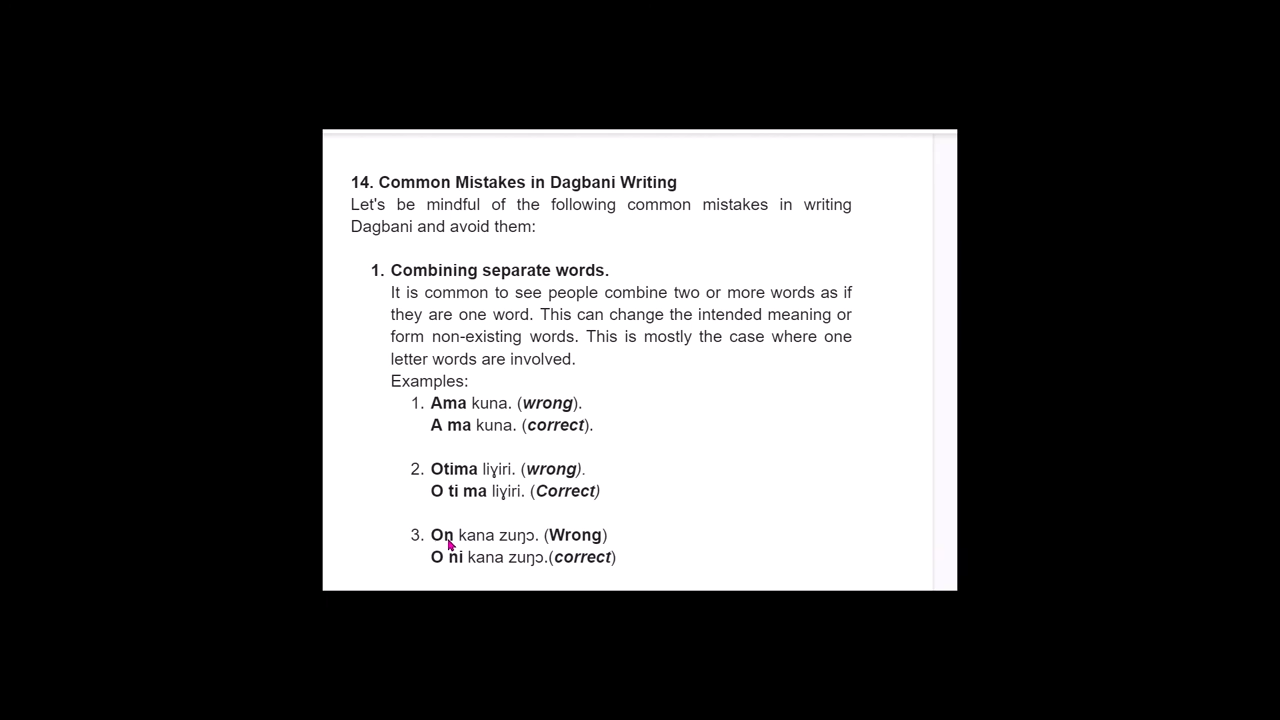 14. Common Mistakes in Dagbani Writing
Let's be mindful of the following common mistakes in writing
Dagbani and avoid them:
1. Combining separate words.
It is common to see people combine two or more words as if
they are one word. This can change the intended meaning or
form non-existing words. This is mostly the case where one
letter words are involved.
Examples:
1. Ama kuna. (wrong).
A ma kuna. (correct).
2. Otima liɣiri. (wrong).
O ti ma liɣiri. (Correct)
3. On kana zuŋɔ. (Wrong)
O ni kana zuŋɔ.(correct)